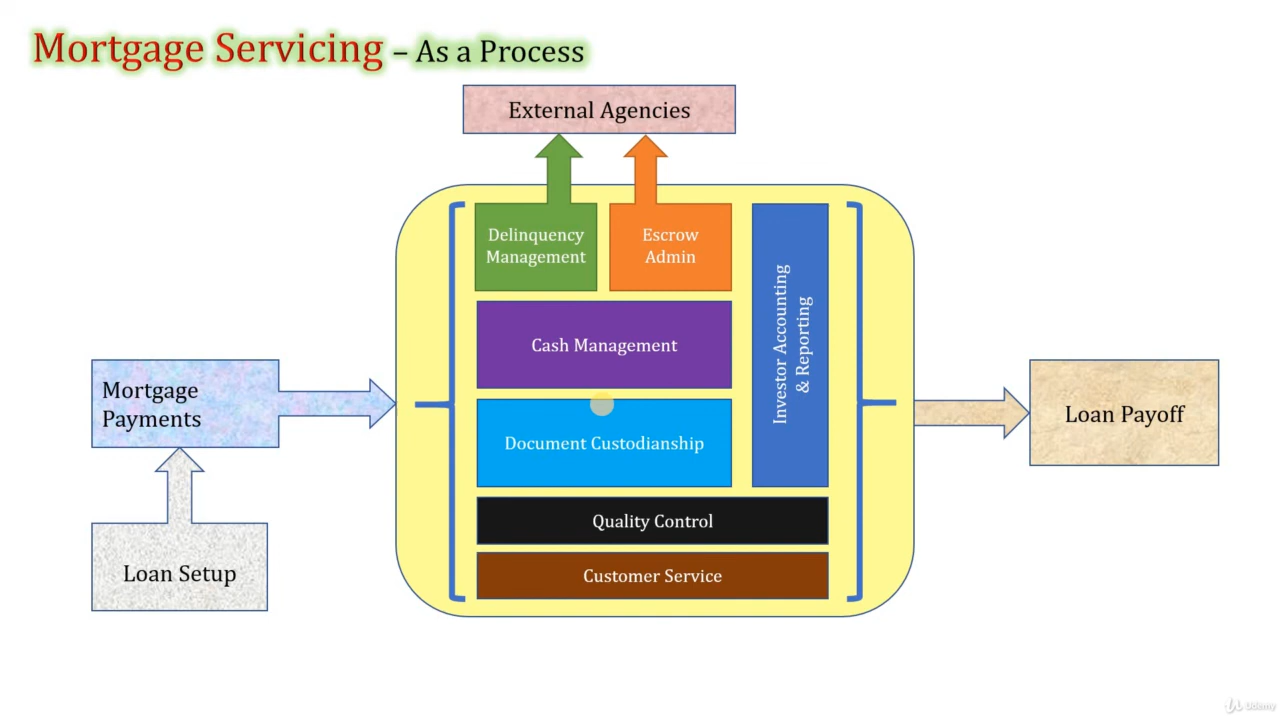 Mortgage Servicing – As a Process
External Agencies
Delinquency
Management
Escrow
Admin
Investor Accounting
& Reporting
Cash Management
Mortgage
Payments
Document Custodianship
Loan Payoff
Quality Control
Loan Setup
Customer Service
Udemy